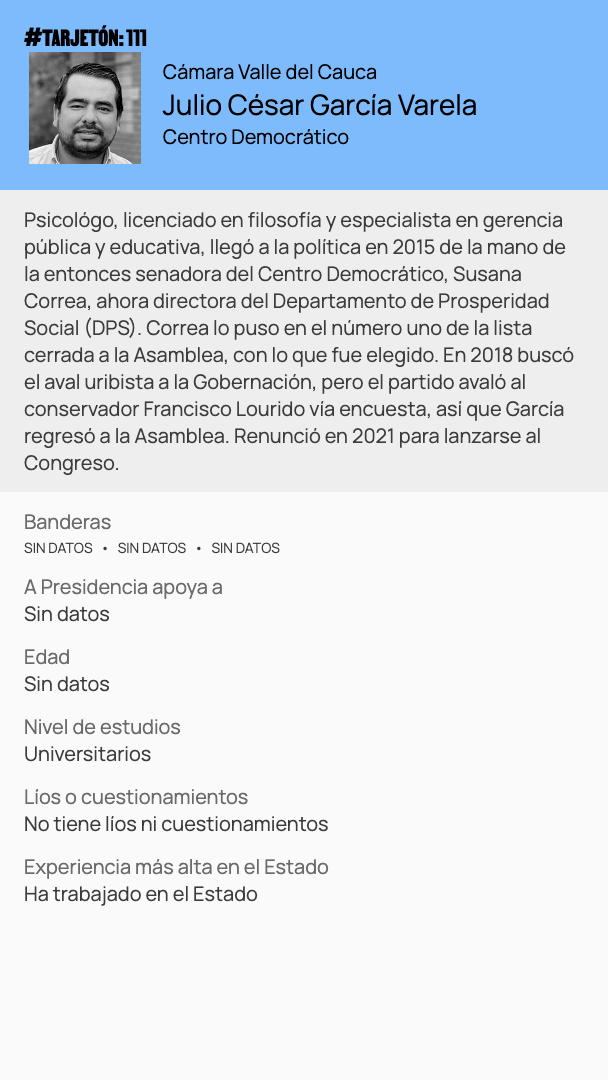 #TARJETÓN: 111
Cámara Valle del Cauca
Julio César García Varela
Centro Democrático
Psicológo, licenciado en filosofía y especialista en gerencia
pública y educativa, llegó a la política en 2015 de la mano de
la entonces senadora del Centro Democrático, Susana
Correa, ahora directora del Departamento de Prosperidad
Social (DPS). Correa lo puso en el número uno de la lista
cerrada a la Asamblea, con lo que fue elegido. En 2018 buscó
el aval uribista a la Gobernación, pero el partido avaló al
conservador Francisco Lourido vía encuesta, así que García
regresó a la Asamblea. Renunció en 2021 para lanzarse al
Congreso.
Banderas
SIN DATOS • SIN DATOS • SIN DATOS
A Presidencia apoya a
Sin datos
Edad
Sin datos
Nivel de estudios
Universitarios
Líos o cuestionamientos
No tiene líos ni cuestionamientos
Experiencia más alta en el Estado
Ha trabajado en el Estado